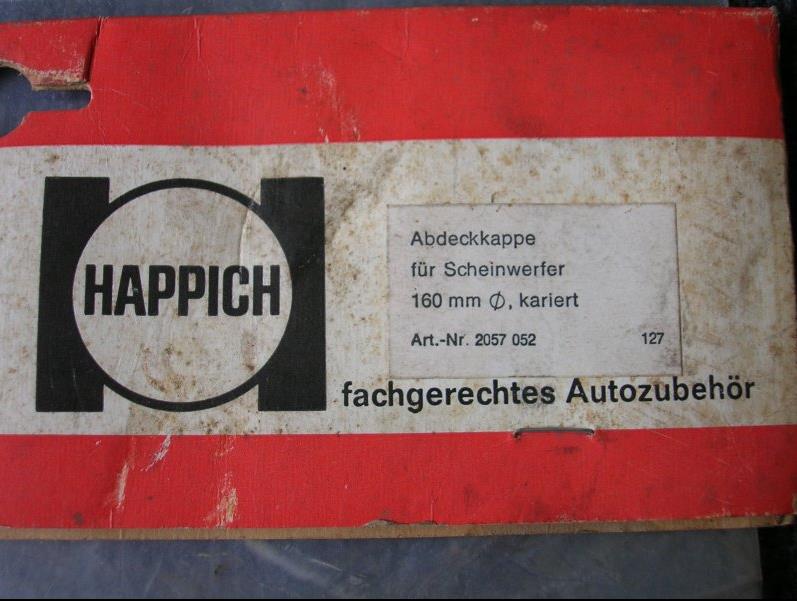 HAPPICH
Abdeckkappe
für Scheinwerfer
160 mm Ø, kariert
Art.-Nr. 2057 052 127
fachgerechtes Autozubehör